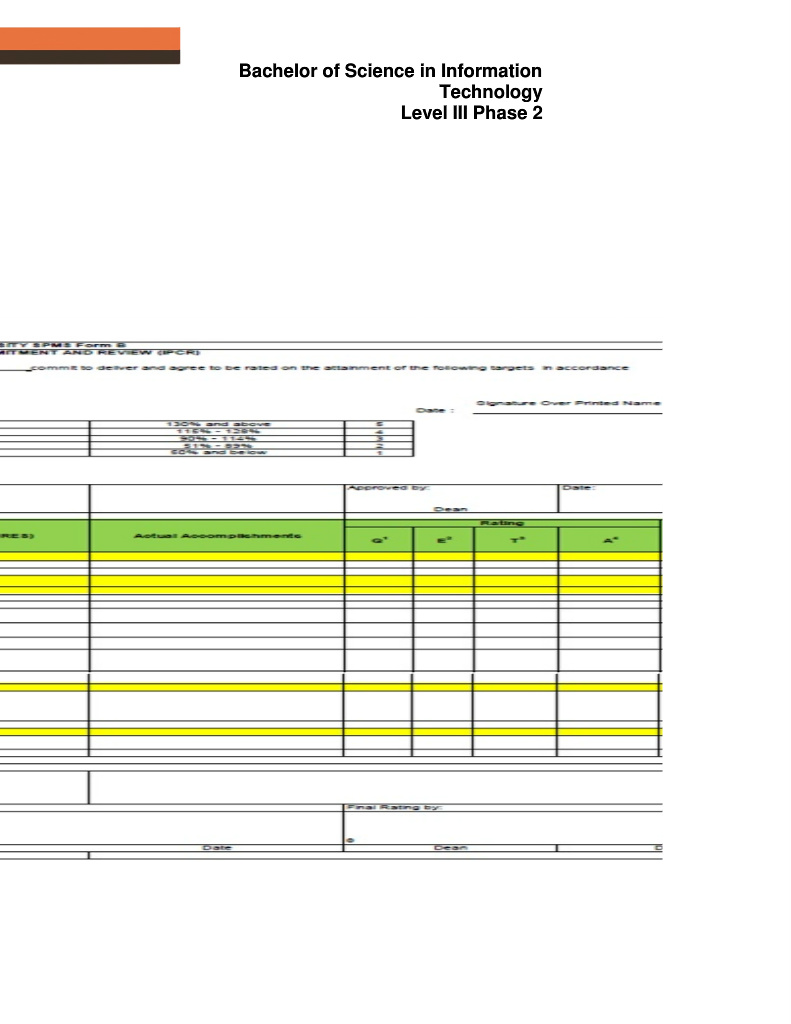 Bachelor of Science in Information
Technology
Level III Phase 2
SITY SPMS Form B
MITMENT AND REVIEW (IPCR)
_commit to deliver and agree to be rated on the attainment of the following targets in accordance
Signature Over Printed Name
Date :
130% and above 5
115% - 129% 4
90% - 114% 3
51% - 89% 2
50% and below 1
Approved by: Date:
Dean
Rating
RES) Actual Accomplishments Q¹ E² T³ A⁴
Final Rating by:
Date Dean